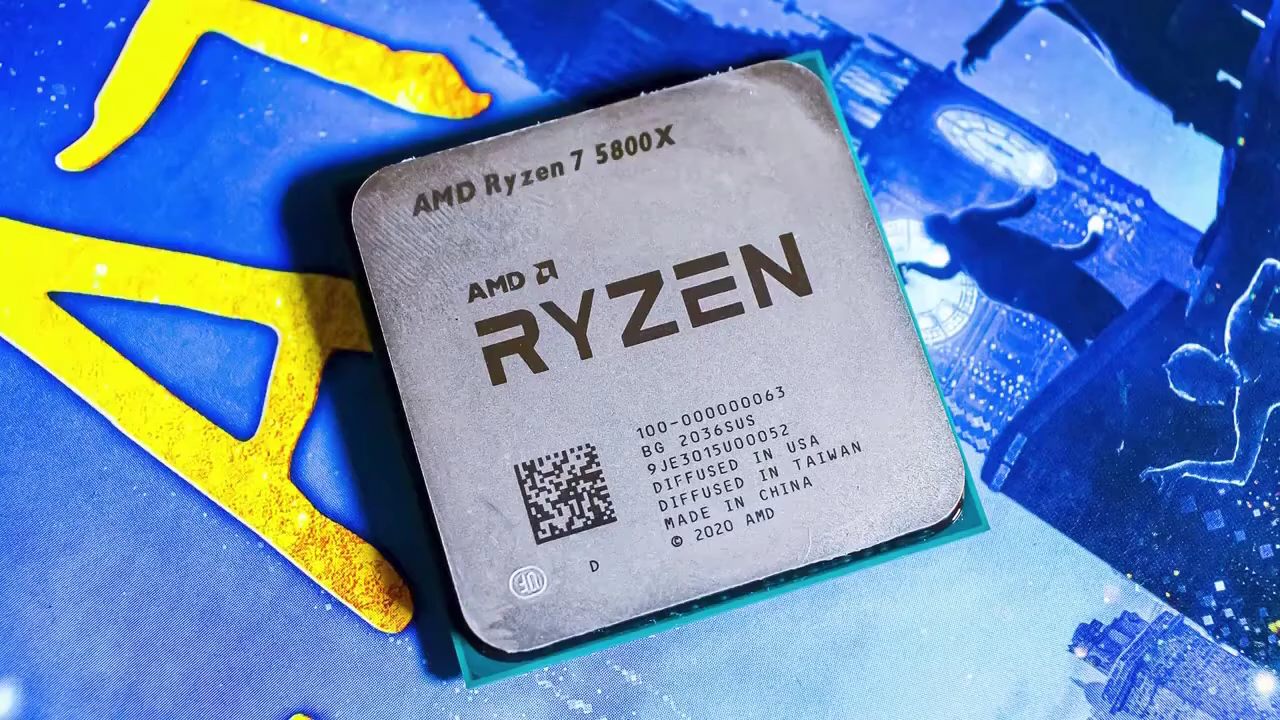 AMD Ryzen 7 5800X
AMD
RYZEN
100-000000063
BG 2036SUS
9JE3015U00052
DIFFUSED IN USA
DIFFUSED IN TAIWAN
MADE IN CHINA
© 2020 AMD
D
UF